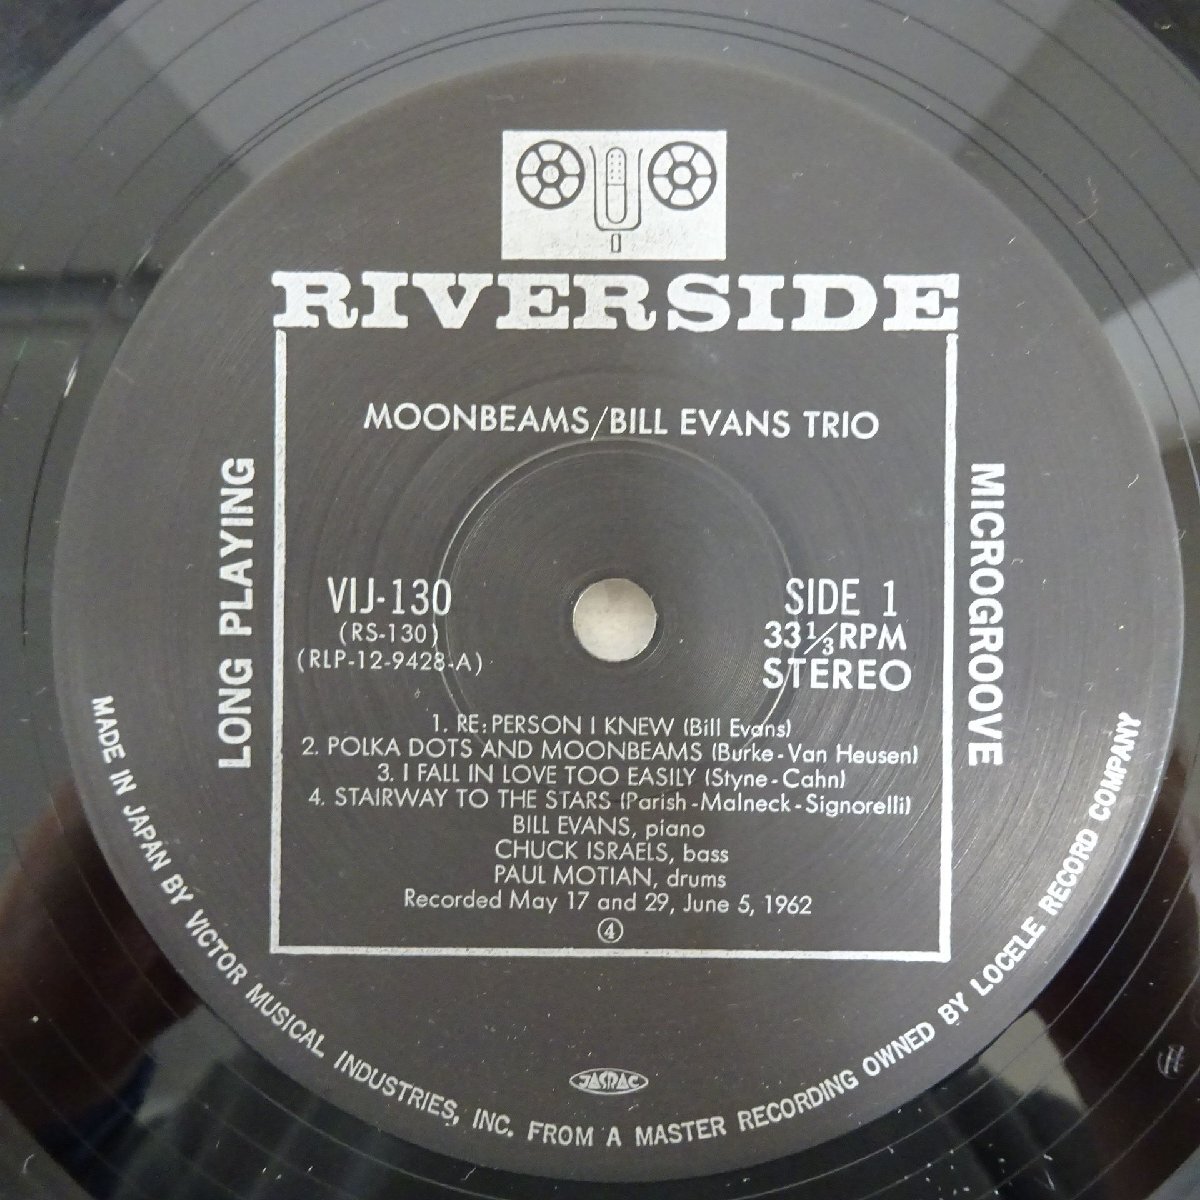 RIVERSIDE
MOONBEAMS/BILL EVANS TRIO
LONG PLAYING
MICROGROOVE
VIJ-130
(RS-130)
(RLP-12-9428-A)
SIDE 1
33 1/3 RPM
STEREO
1. RE: PERSON I KNEW (Bill Evans)
2. POLKA DOTS AND MOONBEAMS (Burke-Van Heusen)
3. I FALL IN LOVE TOO EASILY (Styne-Cahn)
4. STAIRWAY TO THE STARS (Parish-Malneck-Signorelli)
BILL EVANS, piano
CHUCK ISRAELS, bass
PAUL MOTIAN, drums
Recorded May 17 and 29, June 5, 1962
④
JASRAC
MADE IN JAPAN BY VICTOR MUSICAL INDUSTRIES, INC. FROM A MASTER RECORDING OWNED BY LOCELE RECORD COMPANY